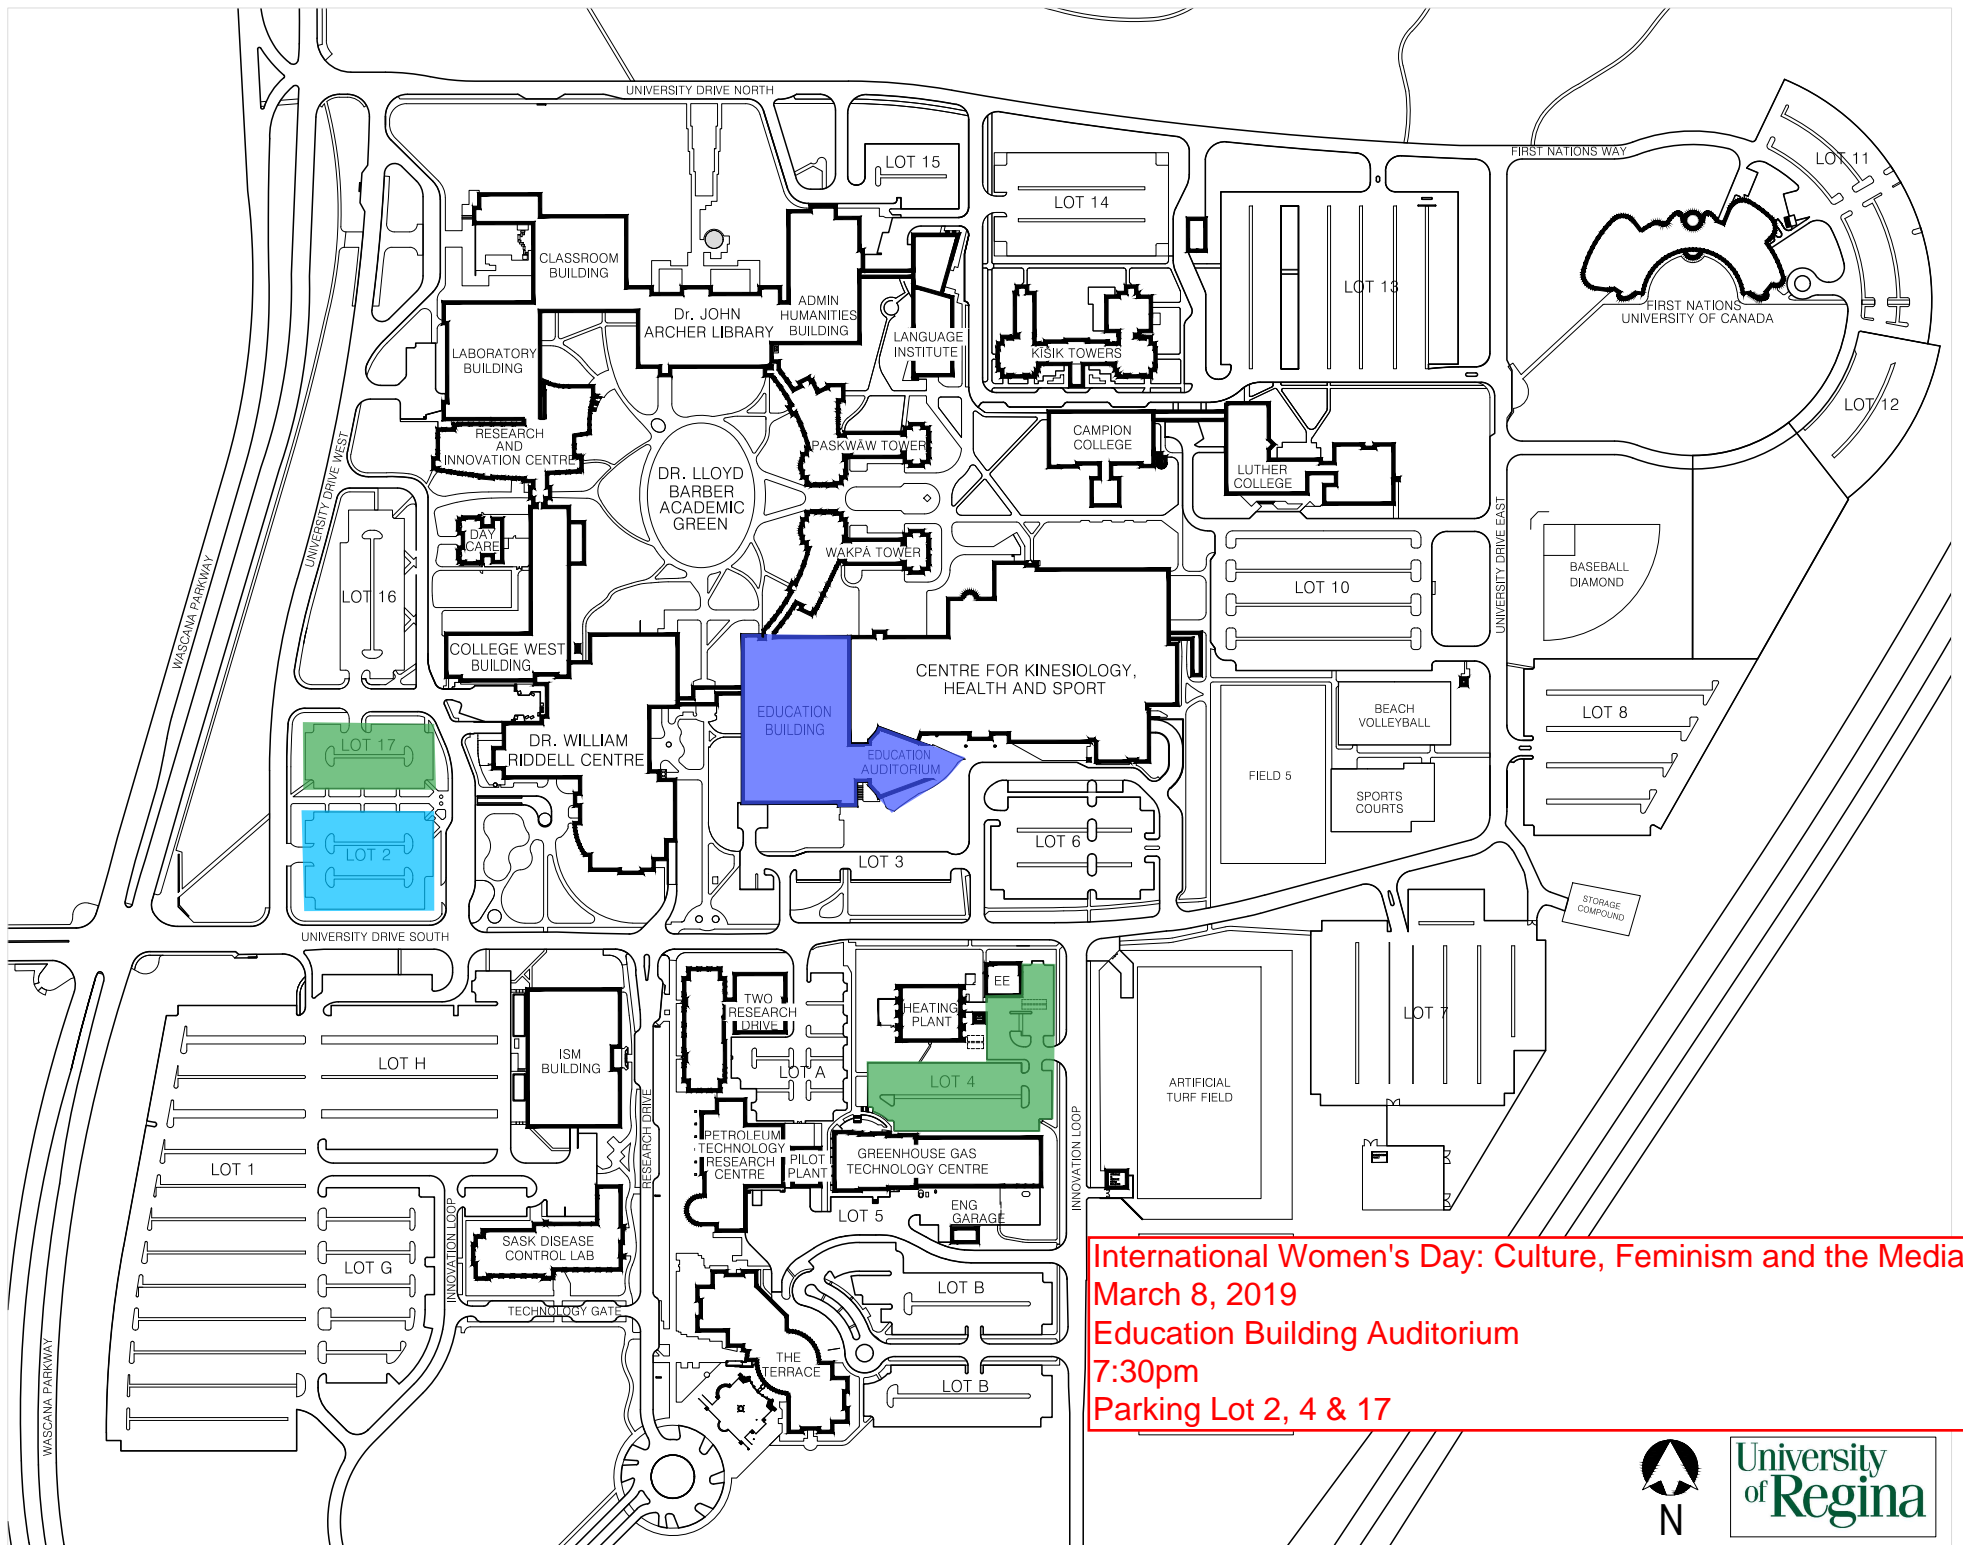 UNIVERSITY DRIVE NORTH
FIRST NATIONS WAY
LOT 15
LOT 11
LOT 14
CLASSROOM
BUILDING
LOT 13
ADMIN
HUMANITIES
BUILDING
Dr. JOHN
ARCHER LIBRARY
FIRST NATIONS
UNIVERSITY OF CANADA
LANGUAGE
INSTITUTE
KĪSIK TOWERS
LABORATORY
BUILDING
LOT 12
RESEARCH
AND
INNOVATION CENTRE
PASKWĀW TOWER
CAMPION
COLLEGE
LUTHER
COLLEGE
DR. LLOYD
BARBER
ACADEMIC
GREEN
UNIVERSITY DRIVE WEST
UNIVERSITY DRIVE EAST
DAY
CARE
WAKPĀ TOWER
BASEBALL
DIAMOND
LOT 16
LOT 10
WASCANA PARKWAY
COLLEGE WEST
BUILDING
CENTRE FOR KINESIOLOGY,
HEALTH AND SPORT
EDUCATION
BUILDING
BEACH
VOLLEYBALL
LOT 8
LOT 17
DR. WILLIAM
RIDDELL CENTRE
EDUCATION
AUDITORIUM
FIELD 5
SPORTS
COURTS
LOT 2
LOT 3
LOT 6
STORAGE
COMPOUND
UNIVERSITY DRIVE SOUTH
EE
TWO
RESEARCH
DRIVE
HEATING
PLANT
LOT 7
ISM
BUILDING
LOT H
LOT A
LOT 4
ARTIFICIAL
TURF FIELD
RESEARCH DRIVE
INNOVATION LOOP
PETROLEUM
TECHNOLOGY
RESEARCH
CENTRE
PILOT
PLANT
GREENHOUSE GAS
TECHNOLOGY CENTRE
LOT 1
LOT 5
ENG
GARAGE
INNOVATION LOOP
SASK DISEASE
CONTROL LAB
LOT G
LOT B
TECHNOLOGY GATE
THE
TERRACE
LOT B
WASCANA PARKWAY
International Women's Day: Culture, Feminism and the Media
March 8, 2019
Education Building Auditorium
7:30pm
Parking Lot 2, 4 & 17
N
University
of Regina